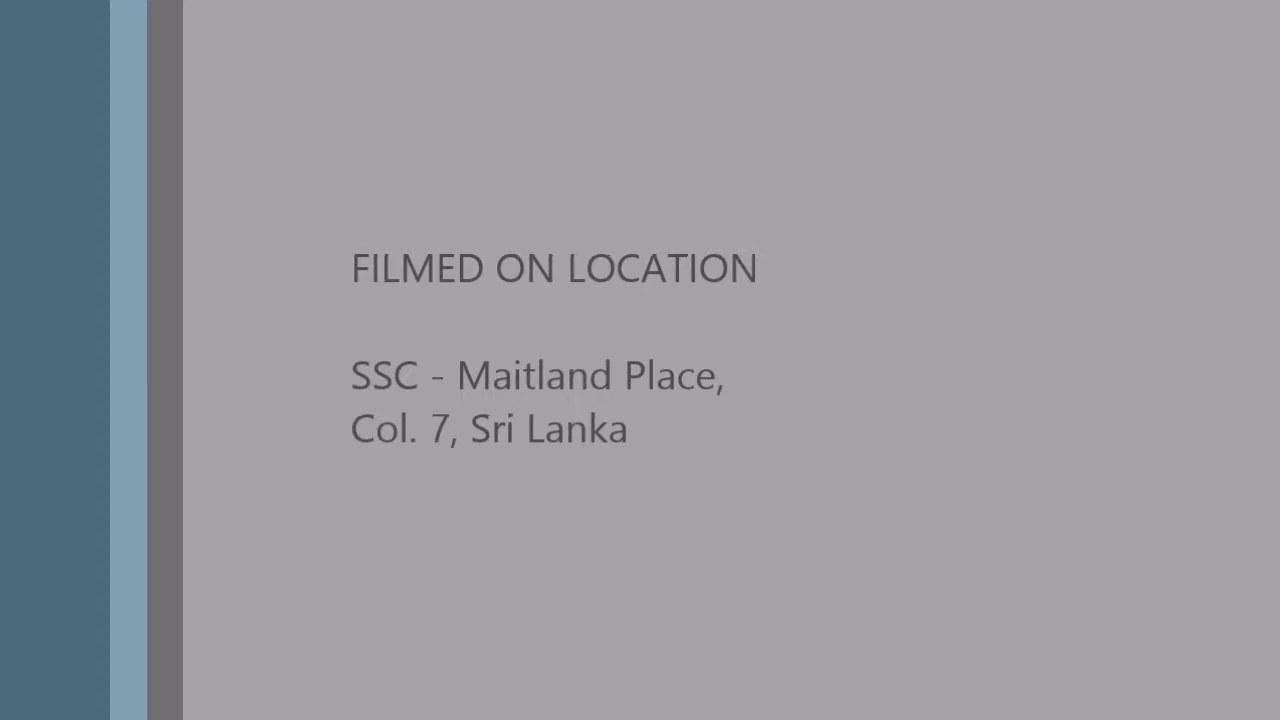 FILMED ON LOCATION
SSC - Maitland Place,
Col. 7, Sri Lanka